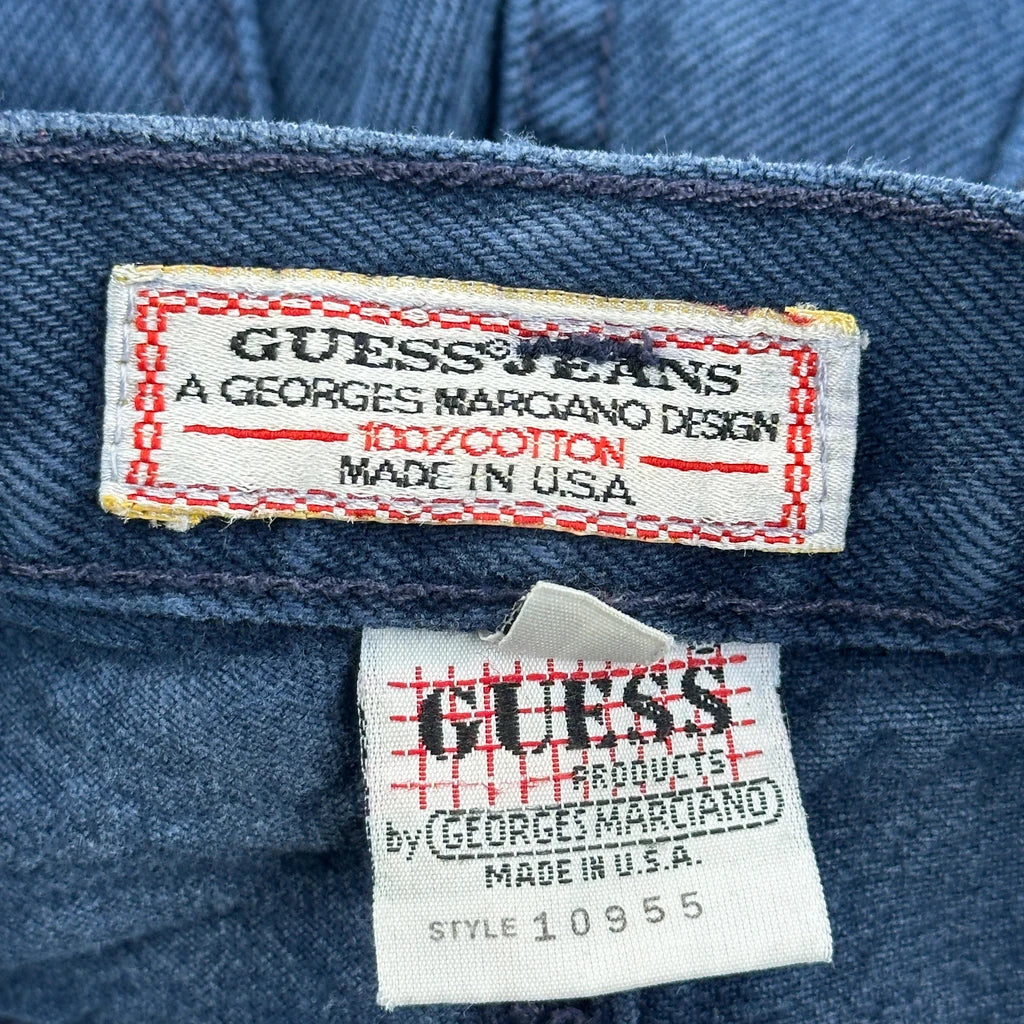 GUESS® JEANS
A GEORGES MARCIANO DESIGN
100% COTTON
MADE IN U.S.A
GUESS
PRODUCTS
by GEORGES MARCIANO
MADE IN U.S.A.
STYLE 10955